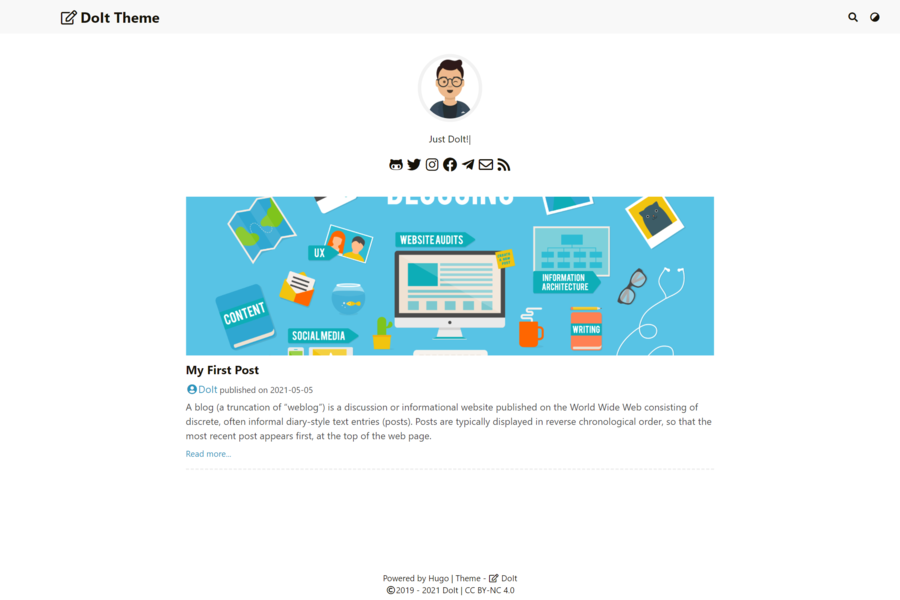 DoIt Theme
Just DoIt!|
BLOGGING
WEBSITE AUDITS
UX
INFORMATION
ARCHITECTURE
CONTENT
WRITING
SOCIAL MEDIA
My First Post
DoIt published on 2021-05-05
A blog (a truncation of “weblog”) is a discussion or informational website published on the World Wide Web consisting of
discrete, often informal diary-style text entries (posts). Posts are typically displayed in reverse chronological order, so that the
most recent post appears first, at the top of the web page.
Read more...
Powered by Hugo | Theme - DoIt
©2019 - 2021 DoIt | CC BY-NC 4.0